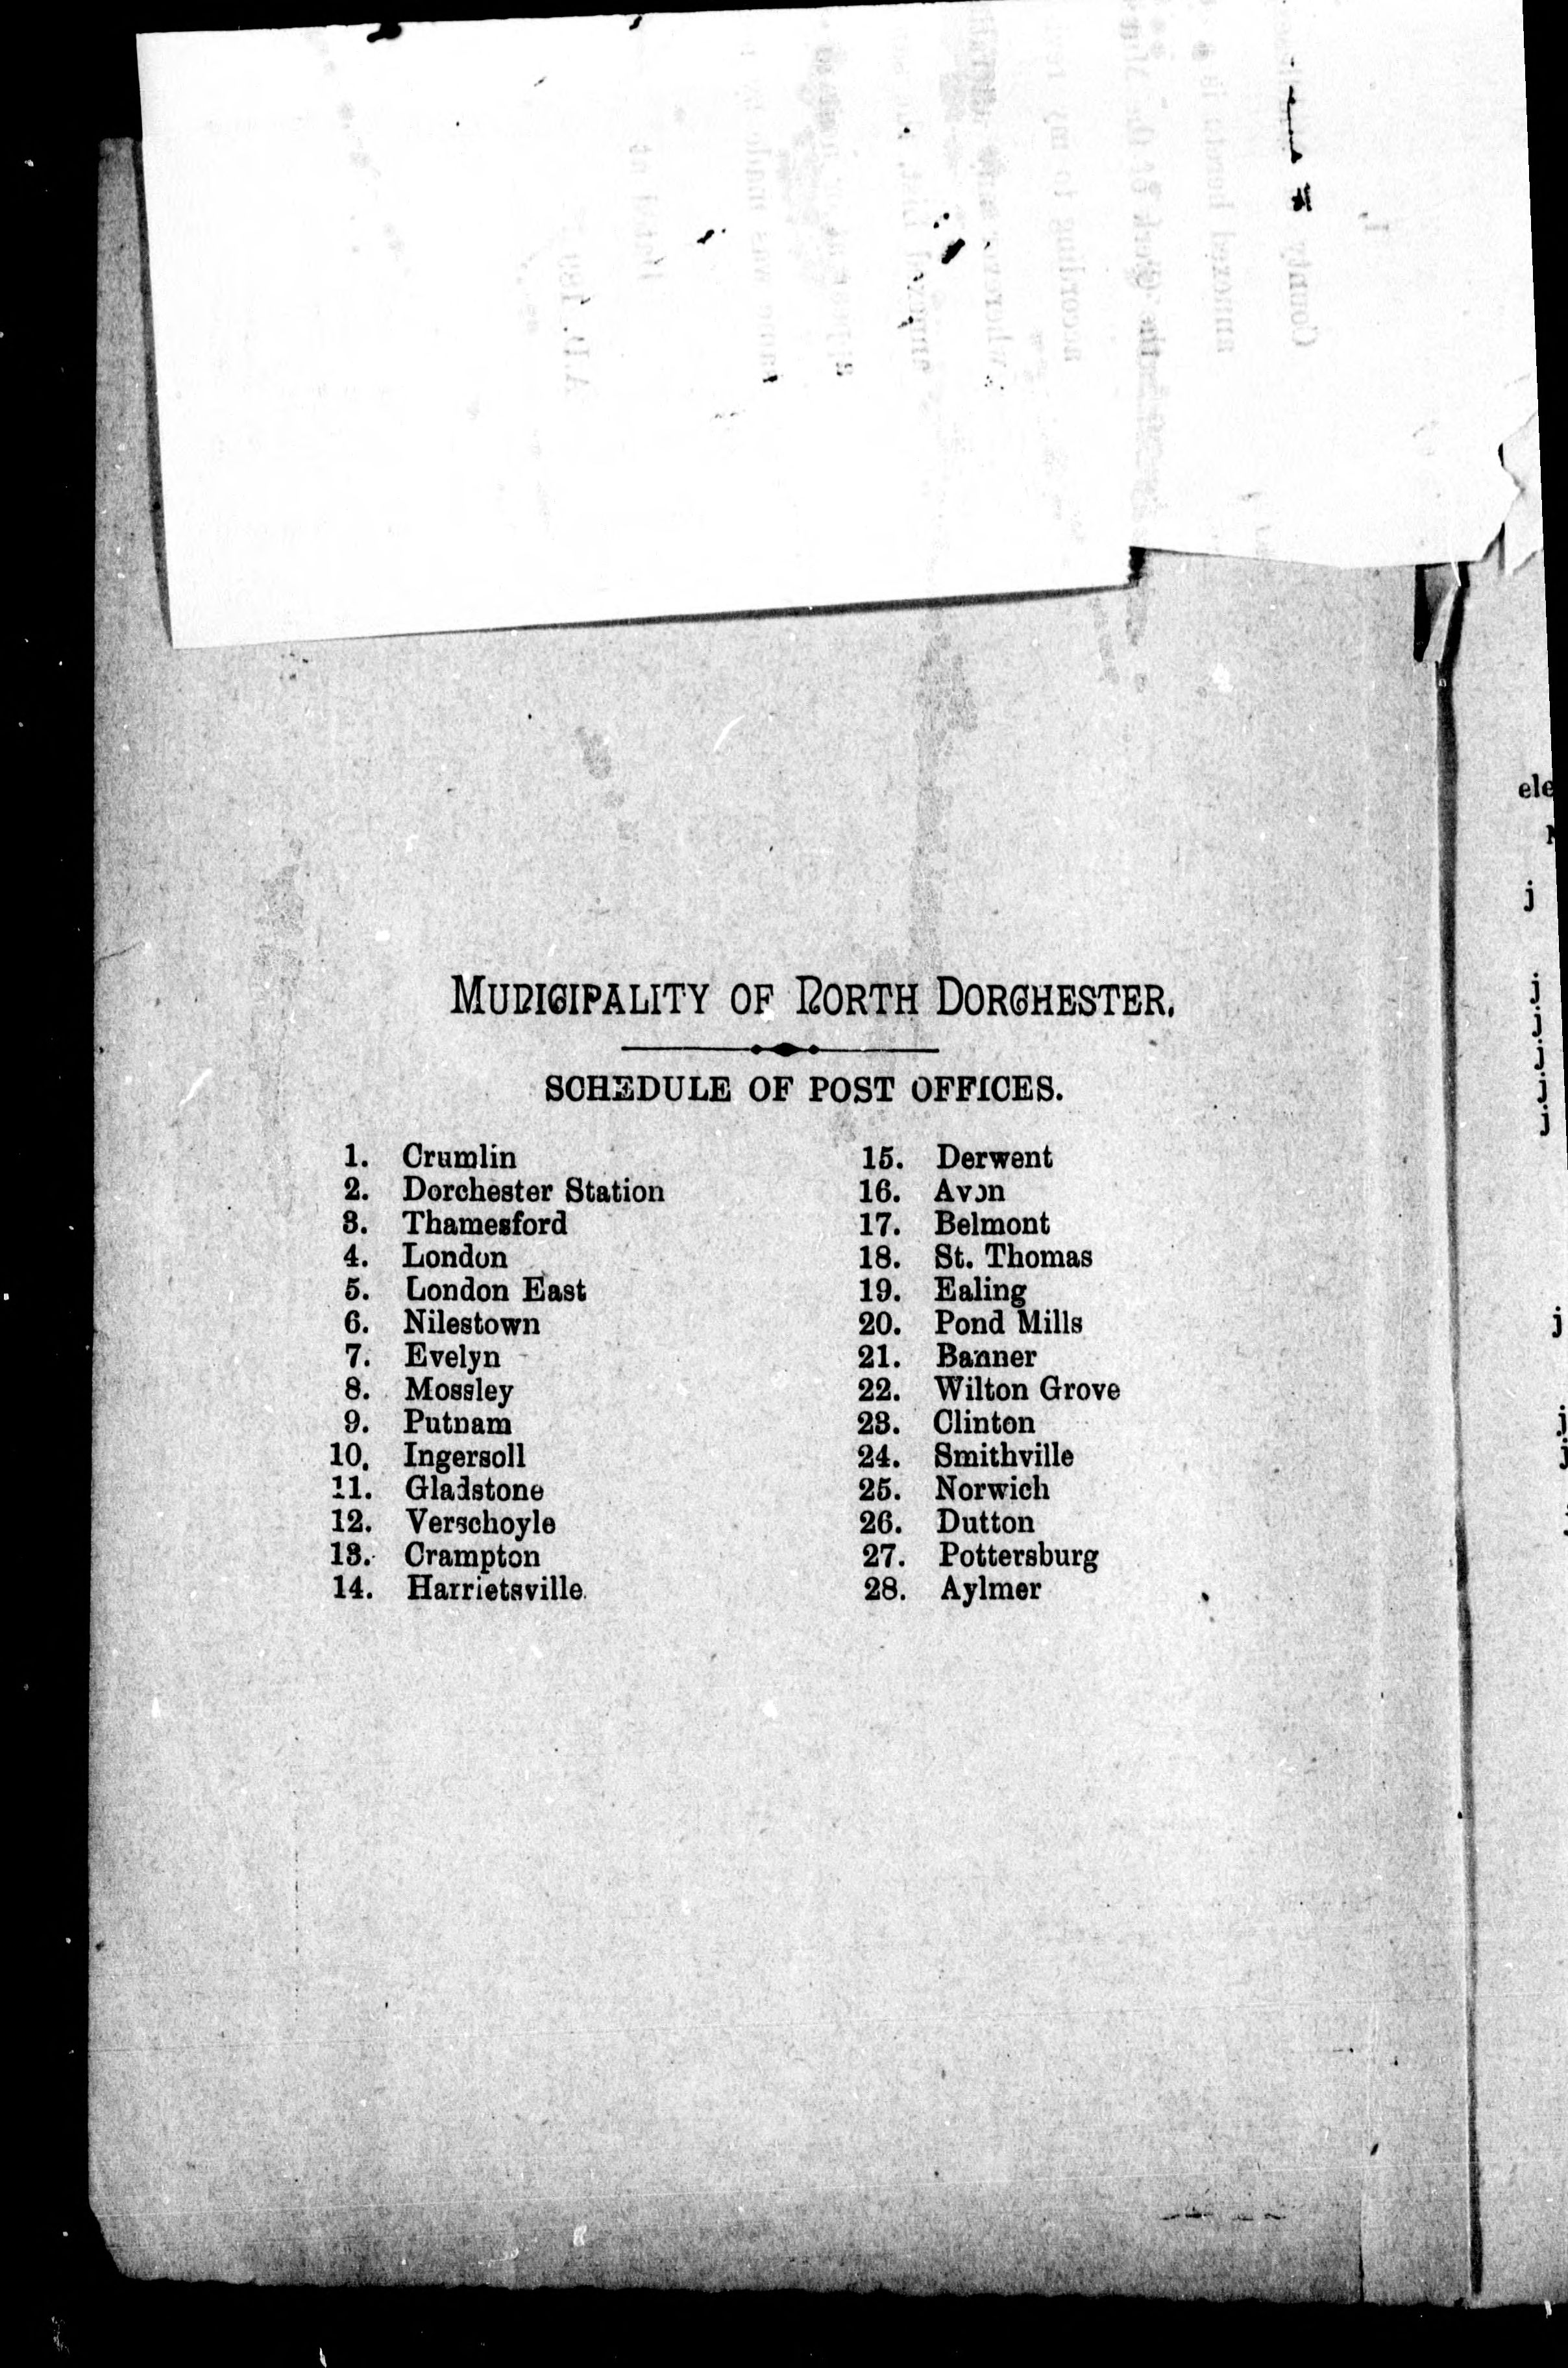 MUNICIPALITY OF NORTH DORCHESTER.
SCHEDULE OF POST OFFICES.
1. Crumlin
2. Dorchester Station
3. Thamesford
4. London
5. London East
6. Nilestown
7. Evelyn
8. Mossley
9. Putnam
10. Ingersoll
11. Gladstone
12. Verschoyle
13. Crampton
14. Harrietsville
15. Derwent
16. Avon
17. Belmont
18. St. Thomas
19. Ealing
20. Pond Mills
21. Banner
22. Wilton Grove
23. Clinton
24. Smithville
25. Norwich
26. Dutton
27. Pottersburg
28. Aylmer